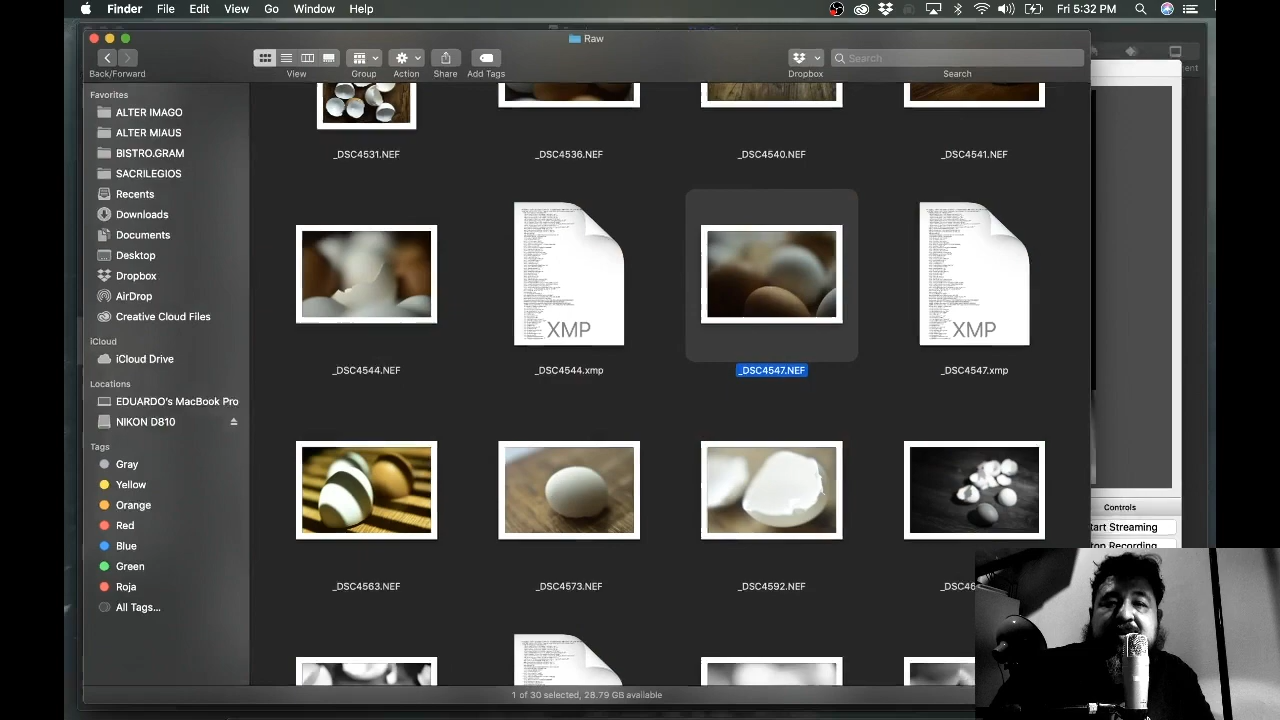 Finder File Edit View Go Window Help Fri 5:32 PM
Raw
Search
Back/Forward View Group Action Share Add Tags Dropbox Search
Favorites
ALTER IMAGO
ALTER MIAUS
BISTRO.GRAM
SACRILEGIOS
Recents
Downloads
Documents
Desktop
Dropbox
AirDrop
Creative Cloud Files
iCloud
iCloud Drive
Locations
EDUARDO's MacBook Pro
NIKON D810
Tags
Gray
Yellow
Orange
Red
Blue
Green
Roja
All Tags...
_DSC4531.NEF _DSC4536.NEF _DSC4540.NEF _DSC4541.NEF
XMP XMP
_DSC4544.NEF _DSC4544.xmp _DSC4547.NEF _DSC4547.xmp
_DSC4563.NEF _DSC4573.NEF _DSC4592.NEF
1 of 30 selected, 28.79 GB available
Controls
tart Streaming
Recording